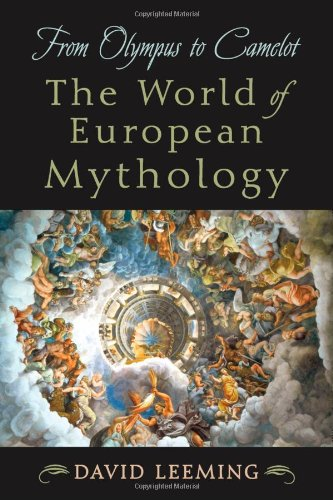 From Olympus to Camelot
The World of
European
Mythology
DAVID LEEMING